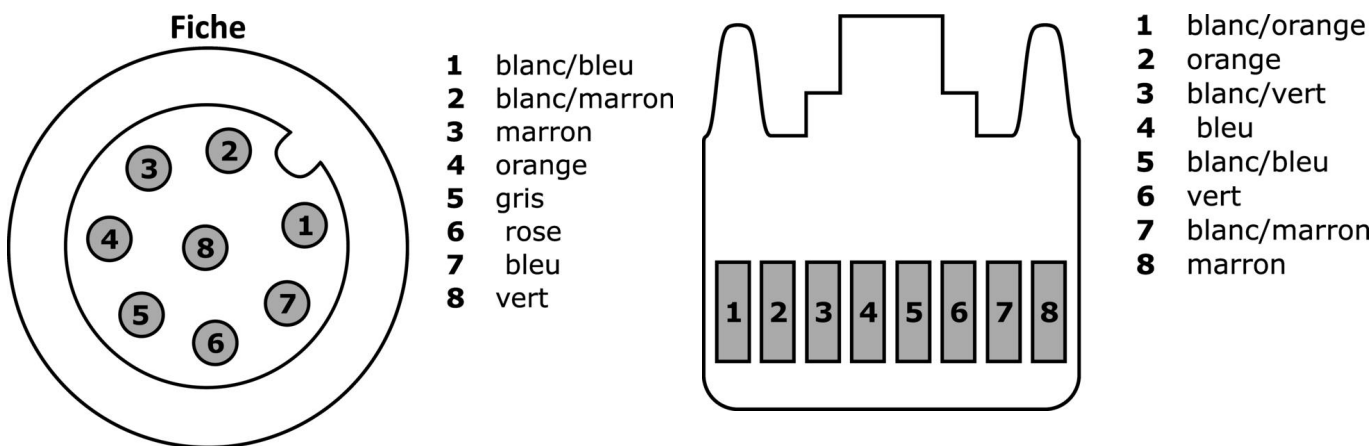 Fiche
3
2
4
8
1
5
7
6
1 blanc/bleu
2 blanc/marron
3 marron
4 orange
5 gris
6 rose
7 bleu
8 vert
1 2 3 4 5 6 7 8
1 blanc/orange
2 orange
3 blanc/vert
4 bleu
5 blanc/bleu
6 vert
7 blanc/marron
8 marron